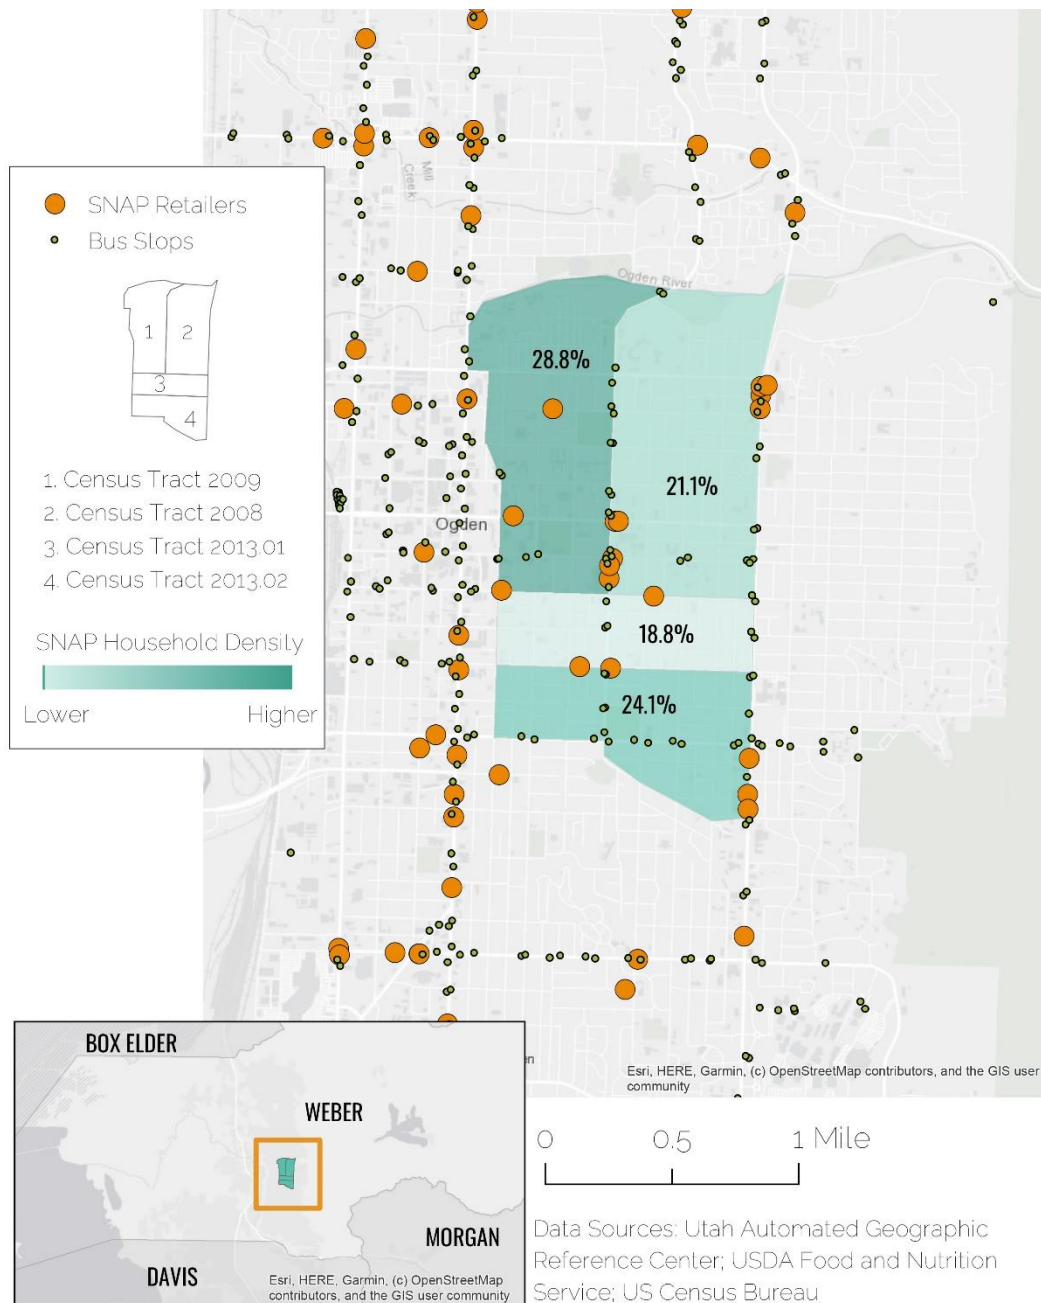 SNAP Retailers
Bus Stops
1
2
3
4
1. Census Tract 2009
2. Census Tract 2008
3. Census Tract 2013.01
4. Census Tract 2013.02
SNAP Household Density
Lower Higher
Mill
Creek
Ogden River
28.8%
21.1%
Ogden
18.8%
24.1%
Esri, HERE, Garmin, (c) OpenStreetMap contributors, and the GIS user
community
BOX ELDER
WEBER
MORGAN
DAVIS
Esri, HERE, Garmin, (c) OpenStreetMap
contributors, and the GIS user community
0 0.5 1 Mile
Data Sources: Utah Automated Geographic
Reference Center; USDA Food and Nutrition
Service; US Census Bureau